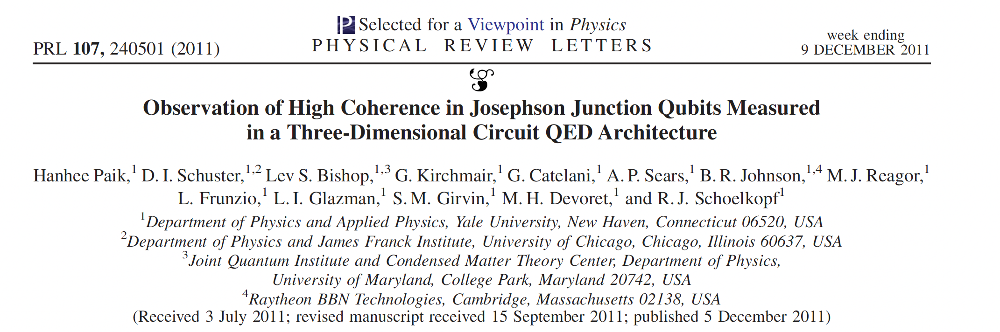 Selected for a Viewpoint in Physics
PRL 107, 240501 (2011)
PHYSICAL REVIEW LETTERS
week ending
9 DECEMBER 2011
Observation of High Coherence in Josephson Junction Qubits Measured
in a Three-Dimensional Circuit QED Architecture
Hanhee Paik,1 D. I. Schuster,1,2 Lev S. Bishop,1,3 G. Kirchmair,1 G. Catelani,1 A. P. Sears,1 B. R. Johnson,1,4 M. J. Reagor,1
L. Frunzio,1 L. I. Glazman,1 S. M. Girvin,1 M. H. Devoret,1 and R. J. Schoelkopf1
1Department of Physics and Applied Physics, Yale University, New Haven, Connecticut 06520, USA
2Department of Physics and James Franck Institute, University of Chicago, Chicago, Illinois 60637, USA
3Joint Quantum Institute and Condensed Matter Theory Center, Department of Physics,
University of Maryland, College Park, Maryland 20742, USA
4Raytheon BBN Technologies, Cambridge, Massachusetts 02138, USA
(Received 3 July 2011; revised manuscript received 15 September 2011; published 5 December 2011)